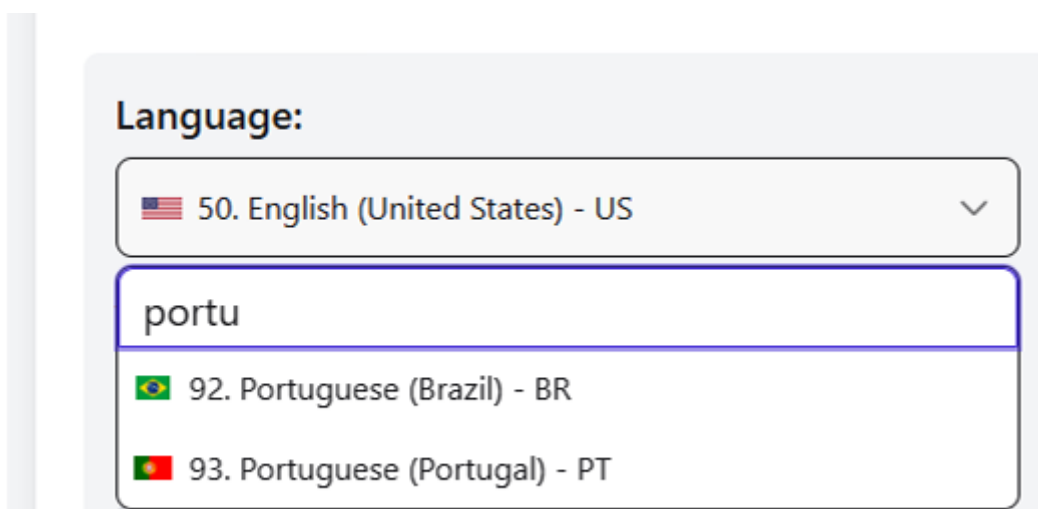 Language:
50. English (United States) - US
portu
92. Portuguese (Brazil) - BR
93. Portuguese (Portugal) - PT